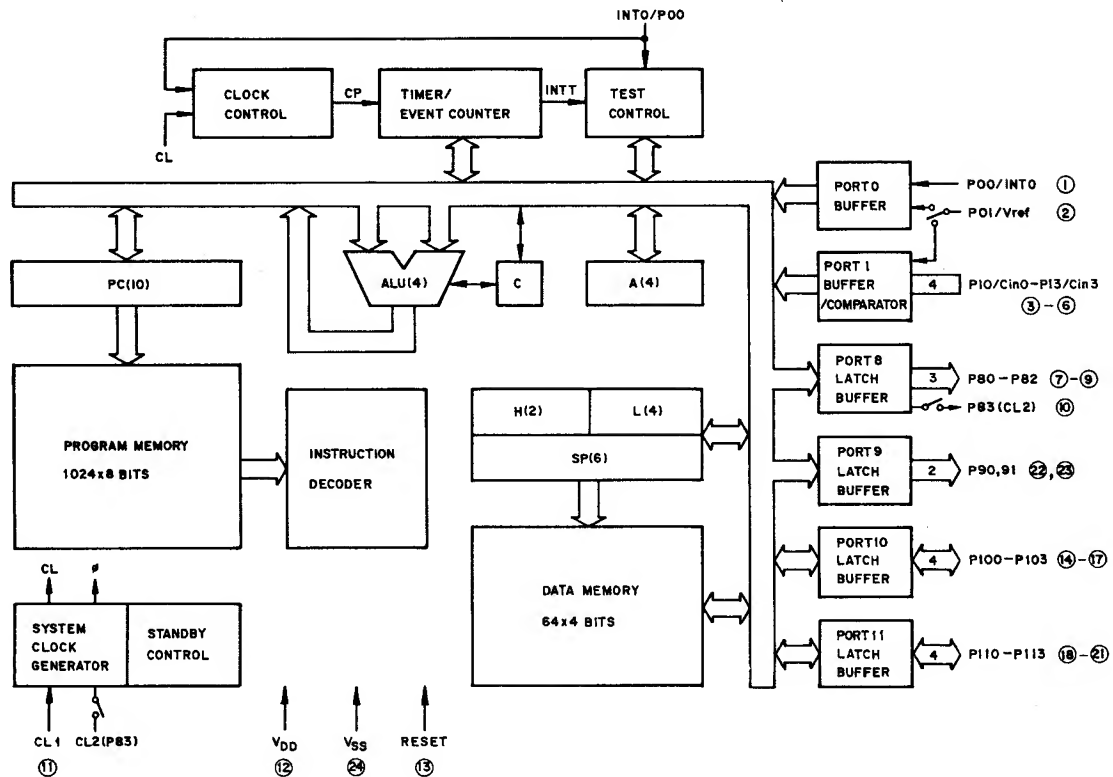 INT0/P00
CLOCK
CONTROL
CP
TIMER/
EVENT COUNTER
INTT
TEST
CONTROL
CL
PORT0
BUFFER
P00/INT0 ①
P01/Vref ②
PORT 1
BUFFER
/COMPARATOR
4
P10/Cin0-P13/Cin3
③-⑥
PC(10)
ALU(4)
C
A(4)
PORT8
LATCH
BUFFER
3
P80-P82 ⑦-⑨
P83(CL2) ⑩
PROGRAM MEMORY
1024x8 BITS
INSTRUCTION
DECODER
H(2)
L(4)
SP(6)
PORT9
LATCH
BUFFER
2
P90,91 ㉒,㉓
DATA MEMORY
64x4 BITS
PORT10
LATCH
BUFFER
4
P100-P103 ⑭-⑰
CL
ø
SYSTEM
CLOCK
GENERATOR
STANDBY
CONTROL
PORT11
LATCH
BUFFER
4
P110-P113 ⑱-㉑
CL1
⑪
CL2(P83)
VDD
⑫
VSS
㉔
RESET
⑬